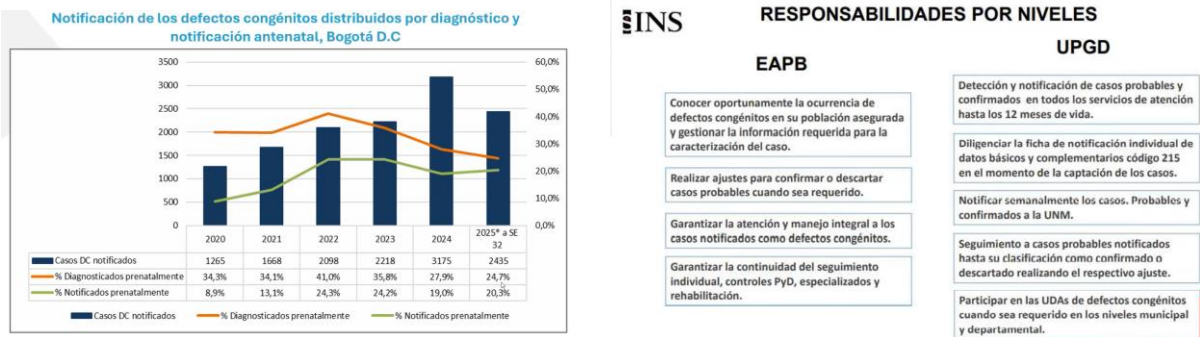 Notificación de los defectos congénitos distribuidos por diagnóstico y
notificación antenatal, Bogotá D.C
3500
3000
2500
2000
1500
1000
500
0
60,0%
50,0%
40,0%
30,0%
20,0%
10,0%
0,0%
2020 2021 2022 2023 2024 2025* a SE
32
Casos DC notificados 1265 1668 2098 2218 3175 2435
% Diagnosticados prenatalmente 34,3% 34,1% 41,0% 35,8% 27,9% 24,7%
% Notificados prenatalmente 8,9% 13,1% 24,3% 24,2% 19,0% 20,3%
Casos DC notificados % Diagnosticados prenatalmente % Notificados prenatalmente
INS
RESPONSABILIDADES POR NIVELES
EAPB
Conocer oportunamente la ocurrencia de
defectos congénitos en su población asegurada
y gestionar la información requerida para la
caracterización del caso.
Realizar ajustes para confirmar o descartar
casos probables cuando sea requerido.
Garantizar la atención y manejo integral a los
casos notificados como defectos congénitos.
Garantizar la continuidad del seguimiento
individual, controles PyD, especializados y
rehabilitación.
UPGD
Detección y notificación de casos probables y
confirmados en todos los servicios de atención
hasta los 12 meses de vida.
Diligenciar la ficha de notificación individual de
datos básicos y complementarios código 215
en el momento de la captación de los casos.
Notificar semanalmente los casos. Probables y
confirmados a la UNM.
Seguimiento a casos probables notificados
hasta su clasificación como confirmado o
descartado realizando el respectivo ajuste.
Participar en las UDAs de defectos congénitos
cuando sea requerido en los niveles municipal
y departamental.